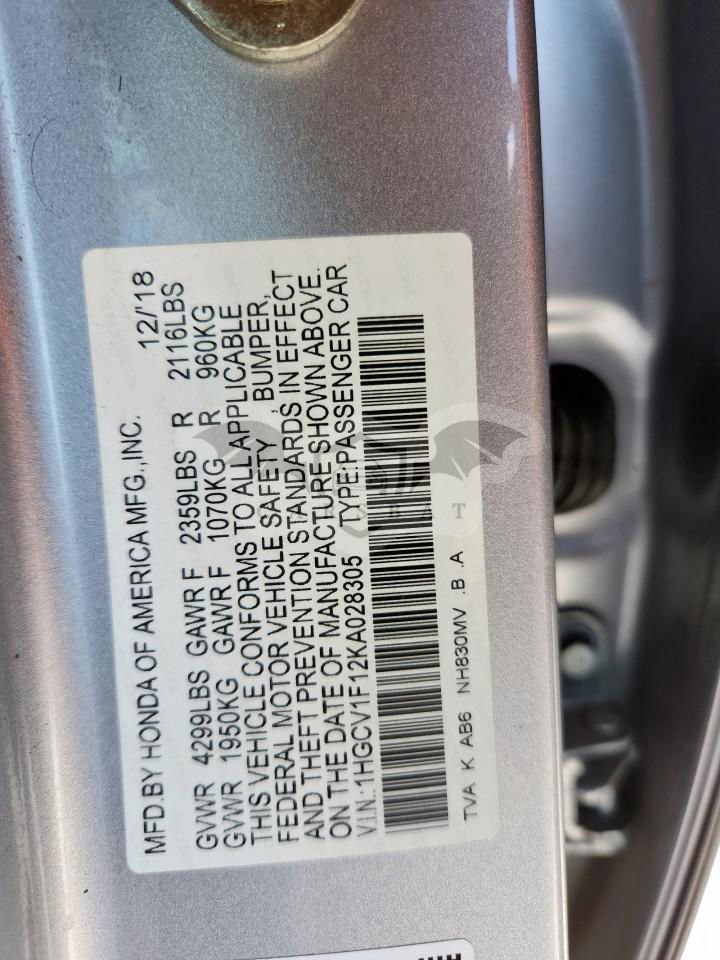 MFD.BY HONDA OF AMERICA MFG.,INC. 12/'18
GVWR 4299LBS GAWR F 2359LBS R 2116LBS
GVWR 1950KG GAWR F 1070KG R 960KG
THIS VEHICLE CONFORMS TO ALL APPLICABLE
FEDERAL MOTOR VEHICLE SAFETY , BUMPER,
AND THEFT PREVENTION STANDARDS IN EFFECT
ON THE DATE OF MANUFACTURE SHOWN ABOVE.
V.I.N.:1HGCV1F12KA028305 TYPE:PASSENGER CAR
TVA K AB6 NH830MV .B .A